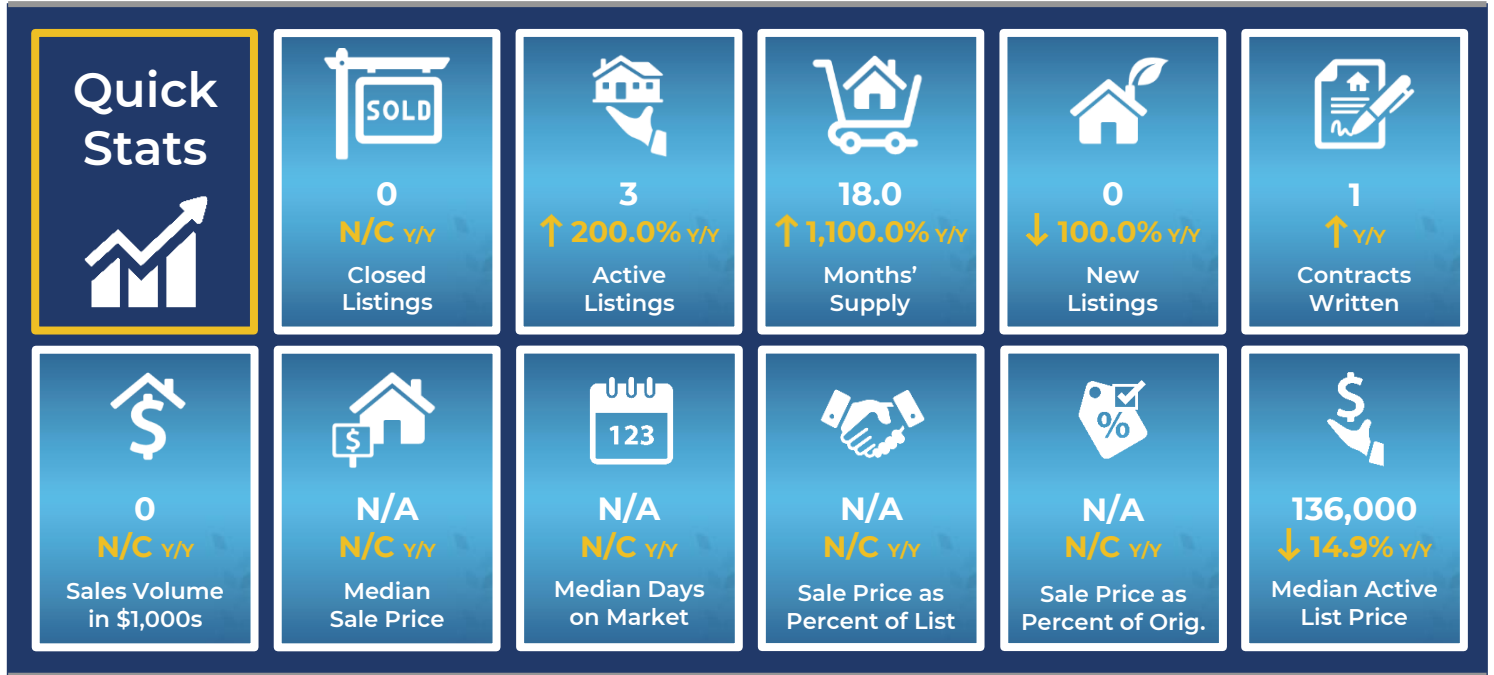 Quick
Stats
SOLD
0
N/C Y/Y
Closed
Listings
3
↑ 200.0% Y/Y
Active
Listings
18.0
↑ 1,100.0% Y/Y
Months’
Supply
0
↓ 100.0% Y/Y
New
Listings
1
↑ Y/Y
Contracts
Written
$
0
N/C Y/Y
Sales Volume
in $1,000s
$
N/A
N/C Y/Y
Median
Sale Price
123
N/A
N/C Y/Y
Median Days
on Market
N/A
N/C Y/Y
Sale Price as
Percent of List
%
N/A
N/C Y/Y
Sale Price as
Percent of Orig.
$
136,000
↓ 14.9% Y/Y
Median Active
List Price